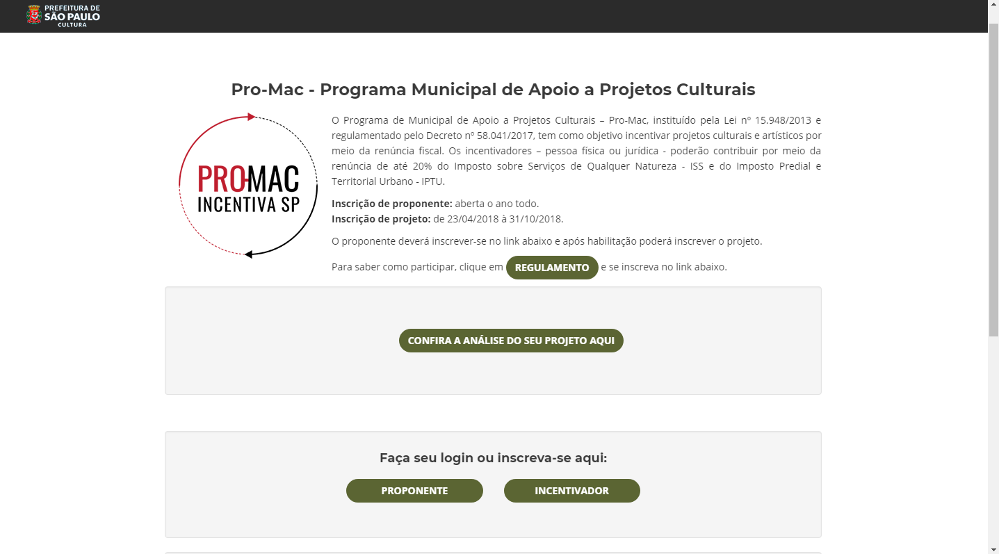 PREFEITURA DE
SÃO PAULO
CULTURA
Pro-Mac - Programa Municipal de Apoio a Projetos Culturais
PRO-MAC
INCENTIVA SP
O Programa de Municipal de Apoio a Projetos Culturais – Pro-Mac, instituído pela Lei nº 15.948/2013 e
regulamentado pelo Decreto nº 58.041/2017, tem como objetivo incentivar projetos culturais e artísticos por
meio da renúncia fiscal. Os incentivadores – pessoa física ou jurídica - poderão contribuir por meio da
renúncia de até 20% do Imposto sobre Serviços de Qualquer Natureza - ISS e do Imposto Predial e
Territorial Urbano - IPTU.
Inscrição de proponente: aberta o ano todo.
Inscrição de projeto: de 23/04/2018 à 31/10/2018.
O proponente deverá inscrever-se no link abaixo e após habilitação poderá inscrever o projeto.
Para saber como participar, clique em REGULAMENTO e se inscreva no link abaixo.
CONFIRA A ANÁLISE DO SEU PROJETO AQUI
Faça seu login ou inscreva-se aqui:
PROPONENTE INCENTIVADOR